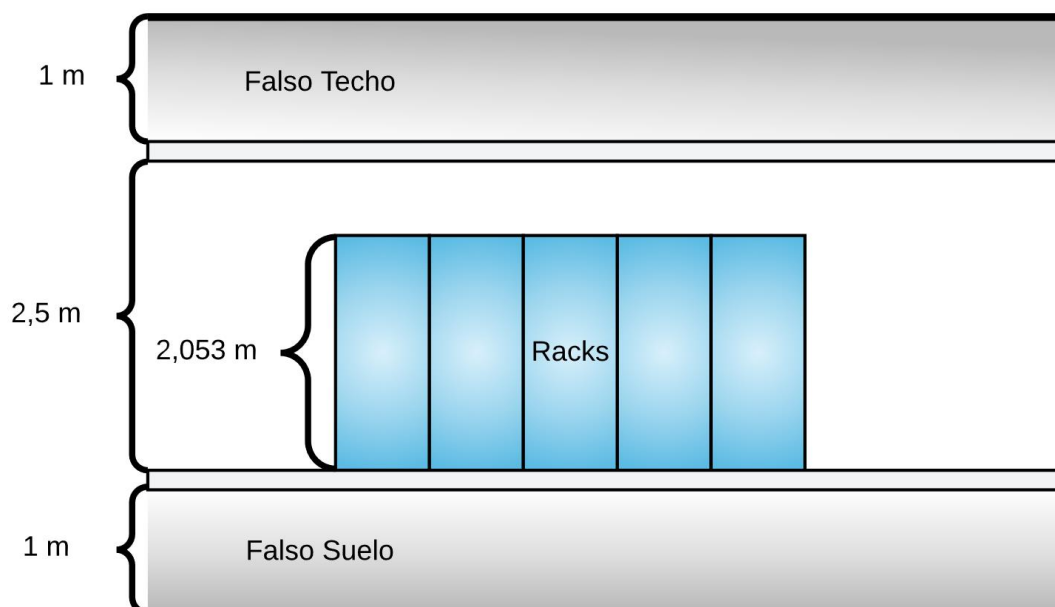 1 m
Falso Techo
2,5 m
2,053 m
Racks
1 m
Falso Suelo